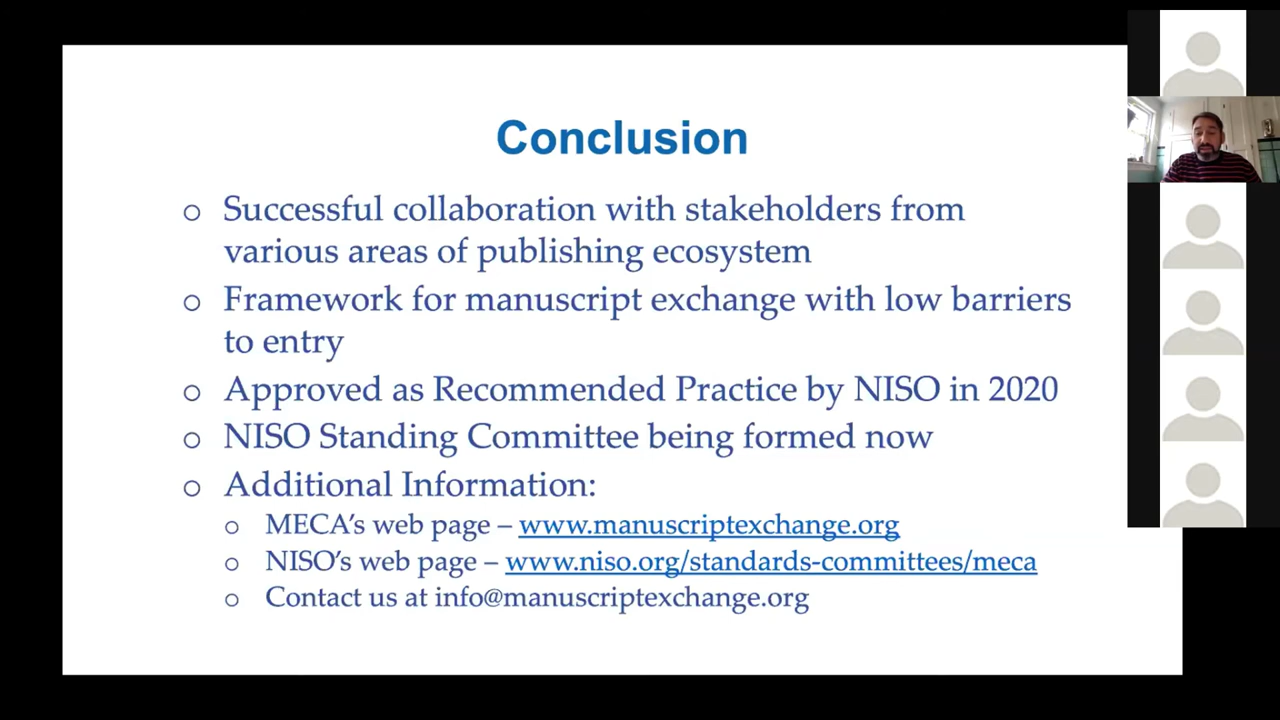 Conclusion
o Successful collaboration with stakeholders from
various areas of publishing ecosystem
o Framework for manuscript exchange with low barriers
to entry
o Approved as Recommended Practice by NISO in 2020
o NISO Standing Committee being formed now
o Additional Information:
o MECA’s web page – www.manuscriptexchange.org
o NISO’s web page – www.niso.org/standards-committees/meca
o Contact us at info@manuscriptexchange.org